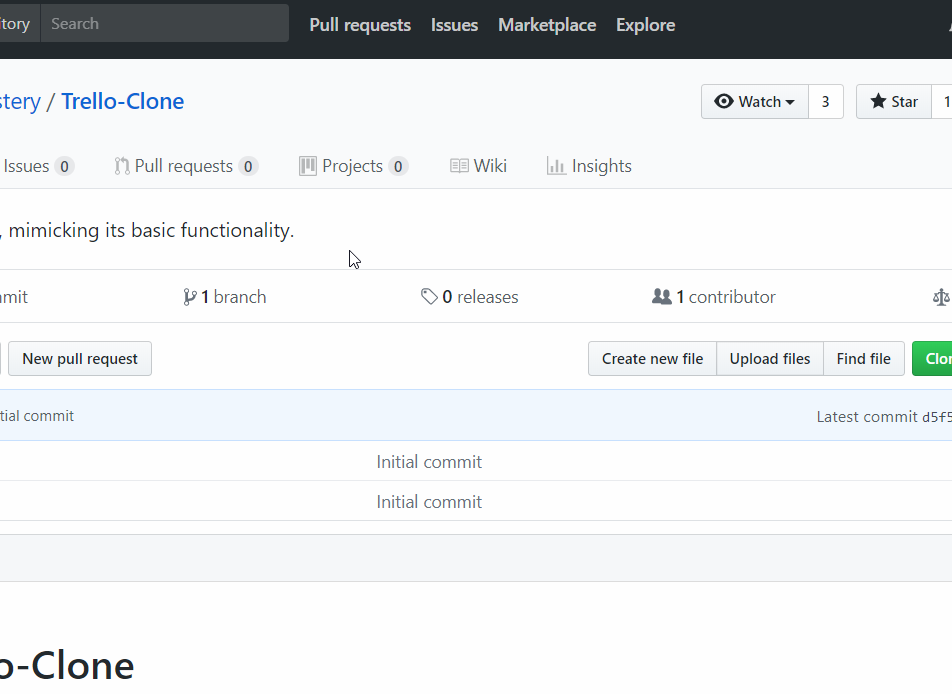 tory Search Pull requests Issues Marketplace Explore
stery / Trello-Clone Watch 3 Star 1
Issues 0 Pull requests 0 Projects 0 Wiki Insights
, mimicking its basic functionality.
mit 1 branch 0 releases 1 contributor
New pull request Create new file Upload files Find file Clo
tial commit Latest commit d5f5
Initial commit
Initial commit
o-Clone